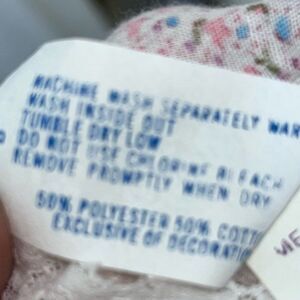 MACHINE WASH SEPARATELY WAR
WASH INSIDE OUT
TUMBLE DRY LOW
DO NOT USE CHLORINE BLEACH
REMOVE PROMPTLY WHEN DRY
50% POLYESTER 50% COTT
EXCLUSIVE OF DECORATI